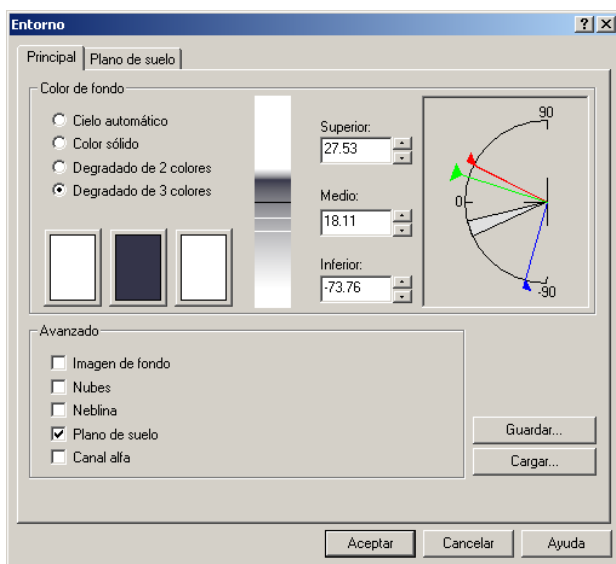 Entorno
Principal
Plano de suelo
Color de fondo
Cielo automático
Color sólido
Degradado de 2 colores
Degradado de 3 colores
Superior:
27.53
Medio:
18.11
Inferior:
-73.76
90
0
-90
Avanzado
Imagen de fondo
Nubes
Neblina
Plano de suelo
Canal alfa
Guardar...
Cargar...
Aceptar
Cancelar
Ayuda